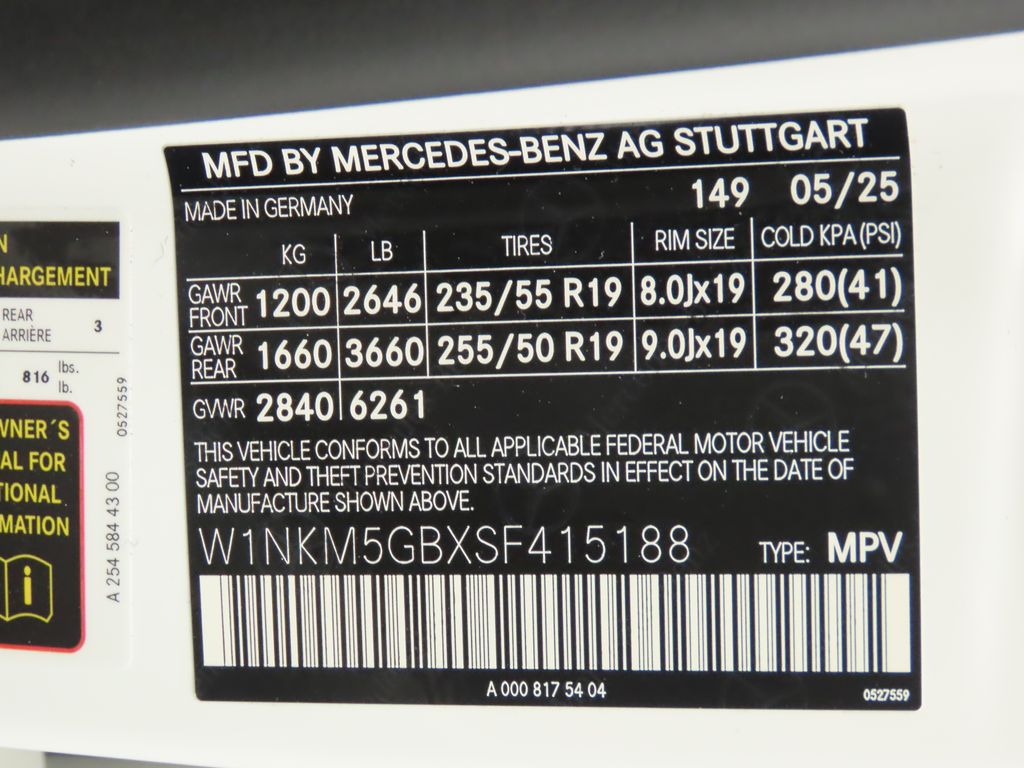 MFD BY MERCEDES-BENZ AG STUTTGART
MADE IN GERMANY 149 05/25
KG LB TIRES RIM SIZE COLD KPA (PSI)
GAWR FRONT 1200 2646 235/55 R19 8.0Jx19 280(41)
GAWR REAR 1660 3660 255/50 R19 9.0Jx19 320(47)
GVWR 2840 6261
THIS VEHICLE CONFORMS TO ALL APPLICABLE FEDERAL MOTOR VEHICLE
SAFETY AND THEFT PREVENTION STANDARDS IN EFFECT ON THE DATE OF
MANUFACTURE SHOWN ABOVE.
W1NKM5GBXSF415188 TYPE: MPV
A 000 817 54 04 0527559
N
HARGEMENT
REAR
ARRIÈRE 3
816 lbs.
lb.
WNER´S
AL FOR
TIONAL
MATION
0527559
A 254 584 43 00